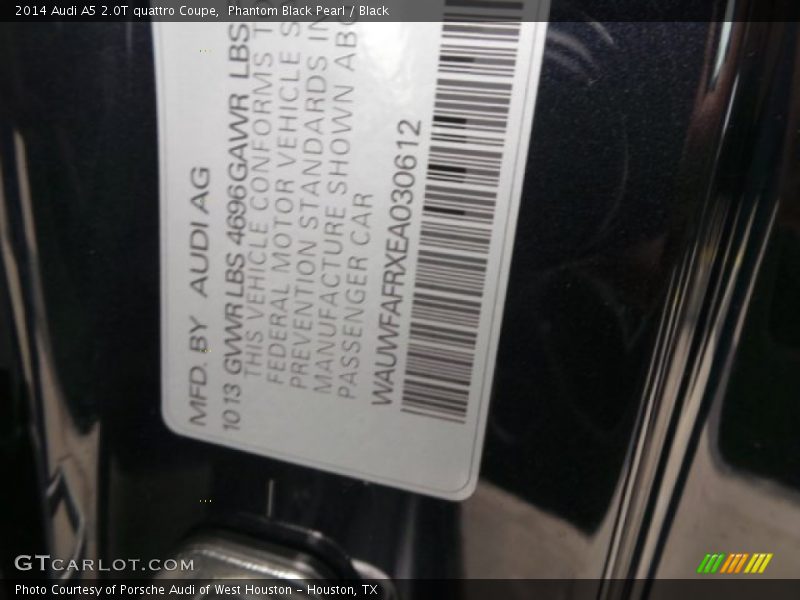 2014 Audi A5 2.0T quattro Coupe,  Phantom Black Pearl / Black
MFD. BY AUDI AG
10 13 GVWR LBS 4696 GAWR LBS
THIS VEHICLE CONFORMS
FEDERAL MOTOR VEHICLE
PREVENTION STANDARDS IN
MANUFACTURE SHOWN
PASSENGER CAR
WAUWFAFRXEA030612
GTCARLOT.COM
Photo Courtesy of Porsche Audi of West Houston - Houston, TX